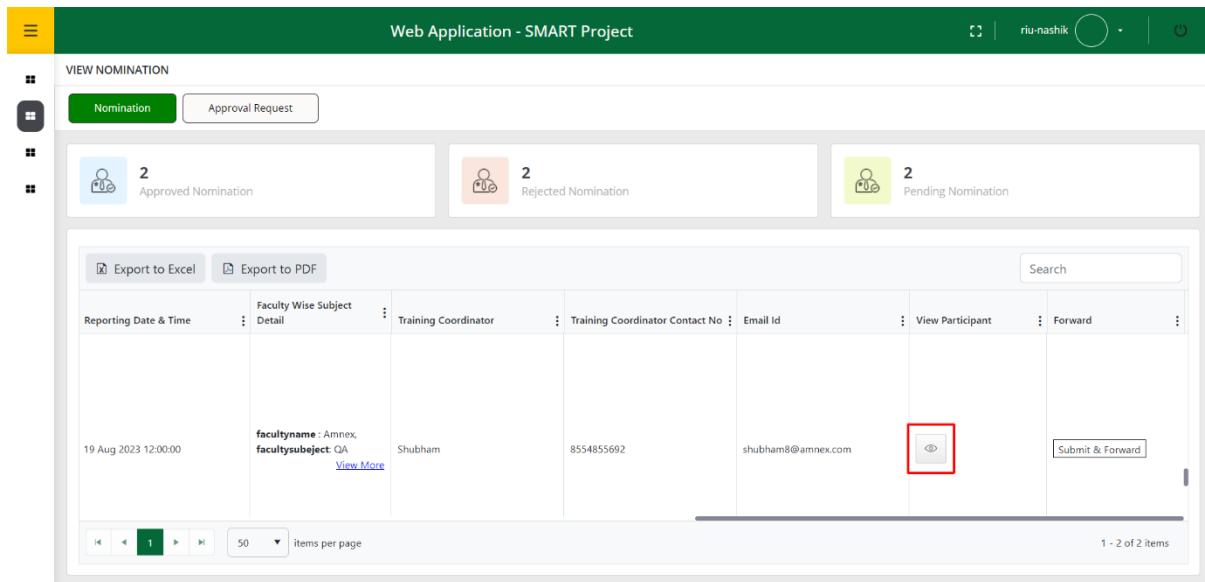 Web Application - SMART Project
riu-nashik
VIEW NOMINATION
Nomination
Approval Request
2
Approved Nomination
2
Rejected Nomination
2
Pending Nomination
Export to Excel
Export to PDF
Search
Reporting Date & Time
Faculty Wise Subject
Detail
Training Coordinator
Training Coordinator Contact No
Email Id
View Participant
Forward
19 Aug 2023 12:00:00
facultyname : Amnex,
facultysubeject: QA
View More
Shubham
8554855692
shubham8@amnex.com
Submit & Forward
1
50
items per page
1 - 2 of 2 items